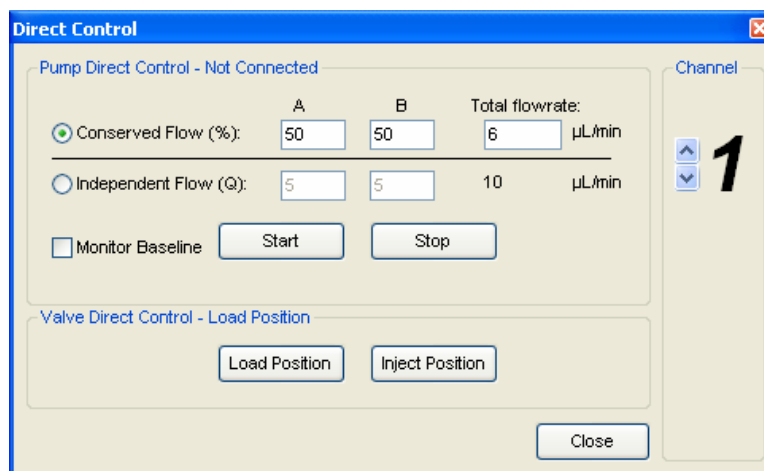 Direct Control
Pump Direct Control - Not Connected
Channel
A B Total flowrate:
Conserved Flow (%): 50 50 6 µL/min
1
Independent Flow (Q): 5 5 10 µL/min
Monitor Baseline Start Stop
Valve Direct Control - Load Position
Load Position Inject Position
Close